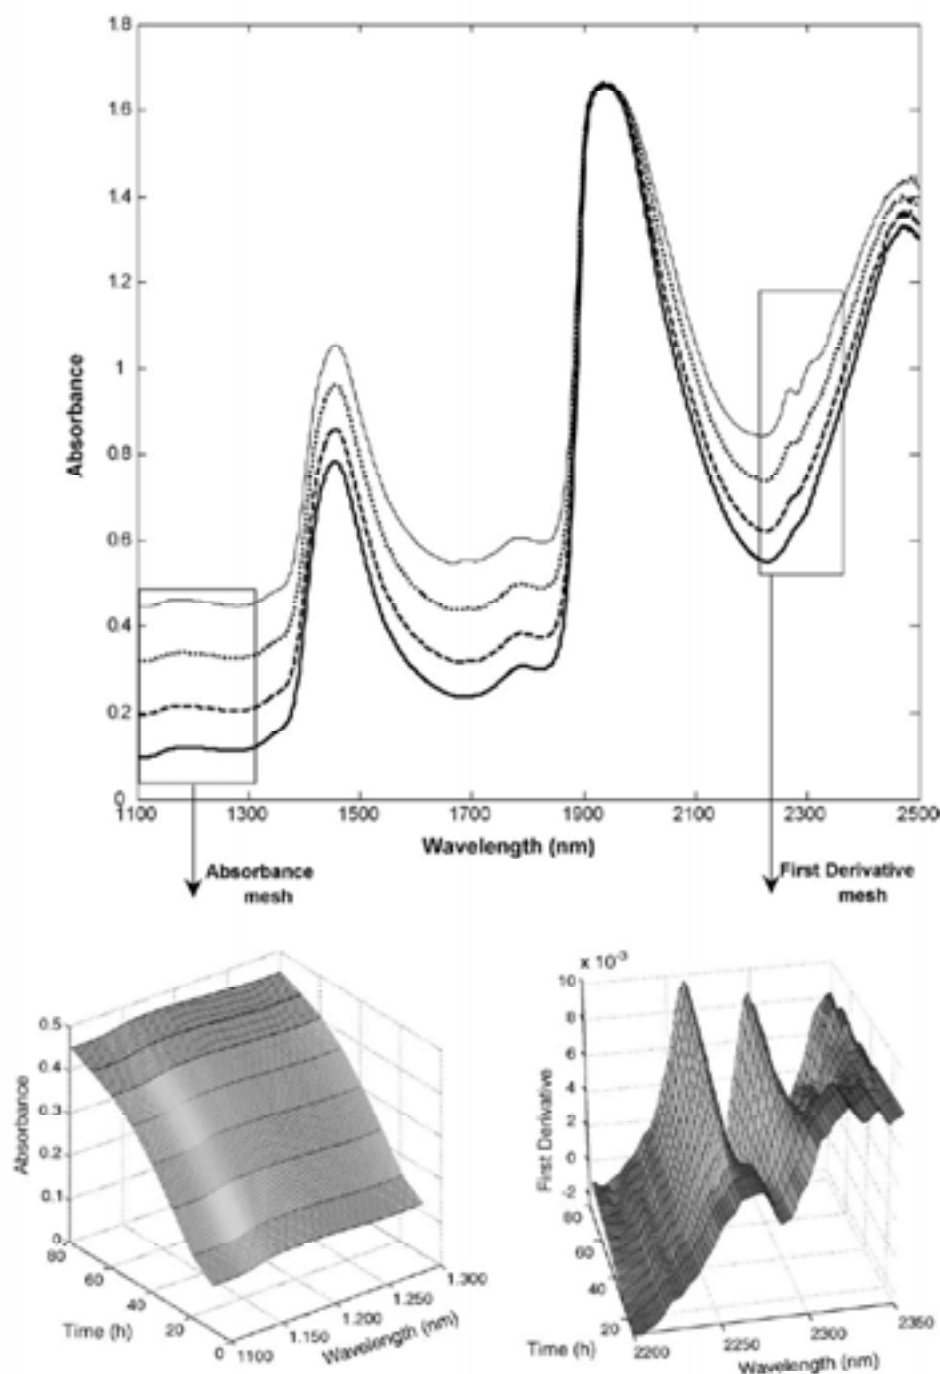 1.8
1.6
1.4
1.2
1
0.8
0.6
0.4
0.2
0
Absorbance
1100 1300 1500 1700 1900 2100 2300 2500
Wavelength (nm)
Absorbance
mesh
First Derivative
mesh
0.5
0.4
0.3
0.2
0.1
0
Absorbance
80
60
40
20
0
Time (h)
1100
1.150
1.200
1.250
1.300
Wavelength (nm)
x 10-3
10
8
6
4
2
0
-2
First Derivative
80
60
40
20
Time (h)
2200
2250
2300
2350
Wavelength (nm)